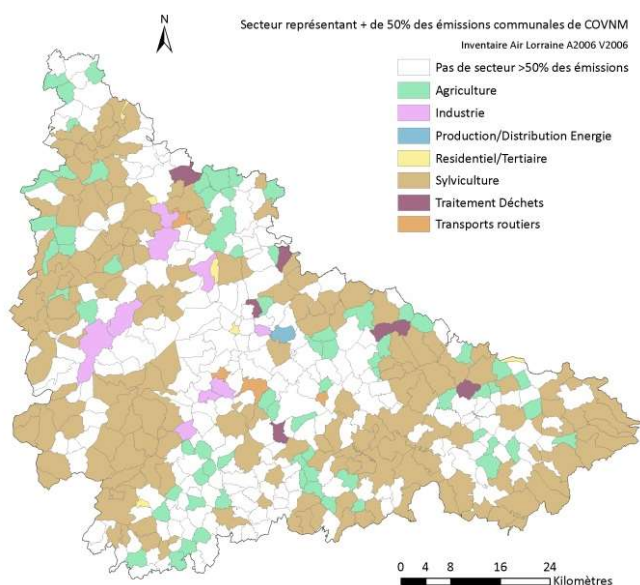 Secteur représentant + de 50% des émissions communales de COVNM
Inventaire Air Lorraine A2006 V2006
N
Pas de secteur >50% des émissions
Agriculture
Industrie
Production/Distribution Energie
Residentiel/Tertiaire
Sylviculture
Traitement Déchets
Transports routiers
0 4 8 16 24
Kilomètres